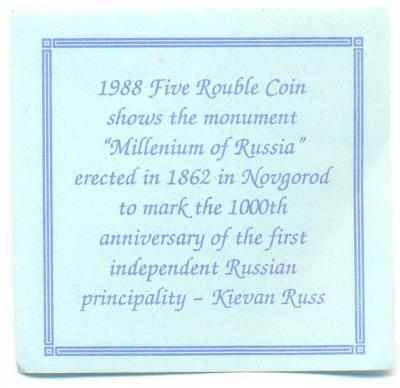 1988 Five Rouble Coin
shows the monument
"Millenium of Russia"
erected in 1862 in Novgorod
to mark the 1000th
anniversary of the first
independent Russian
principality – Kievan Russ